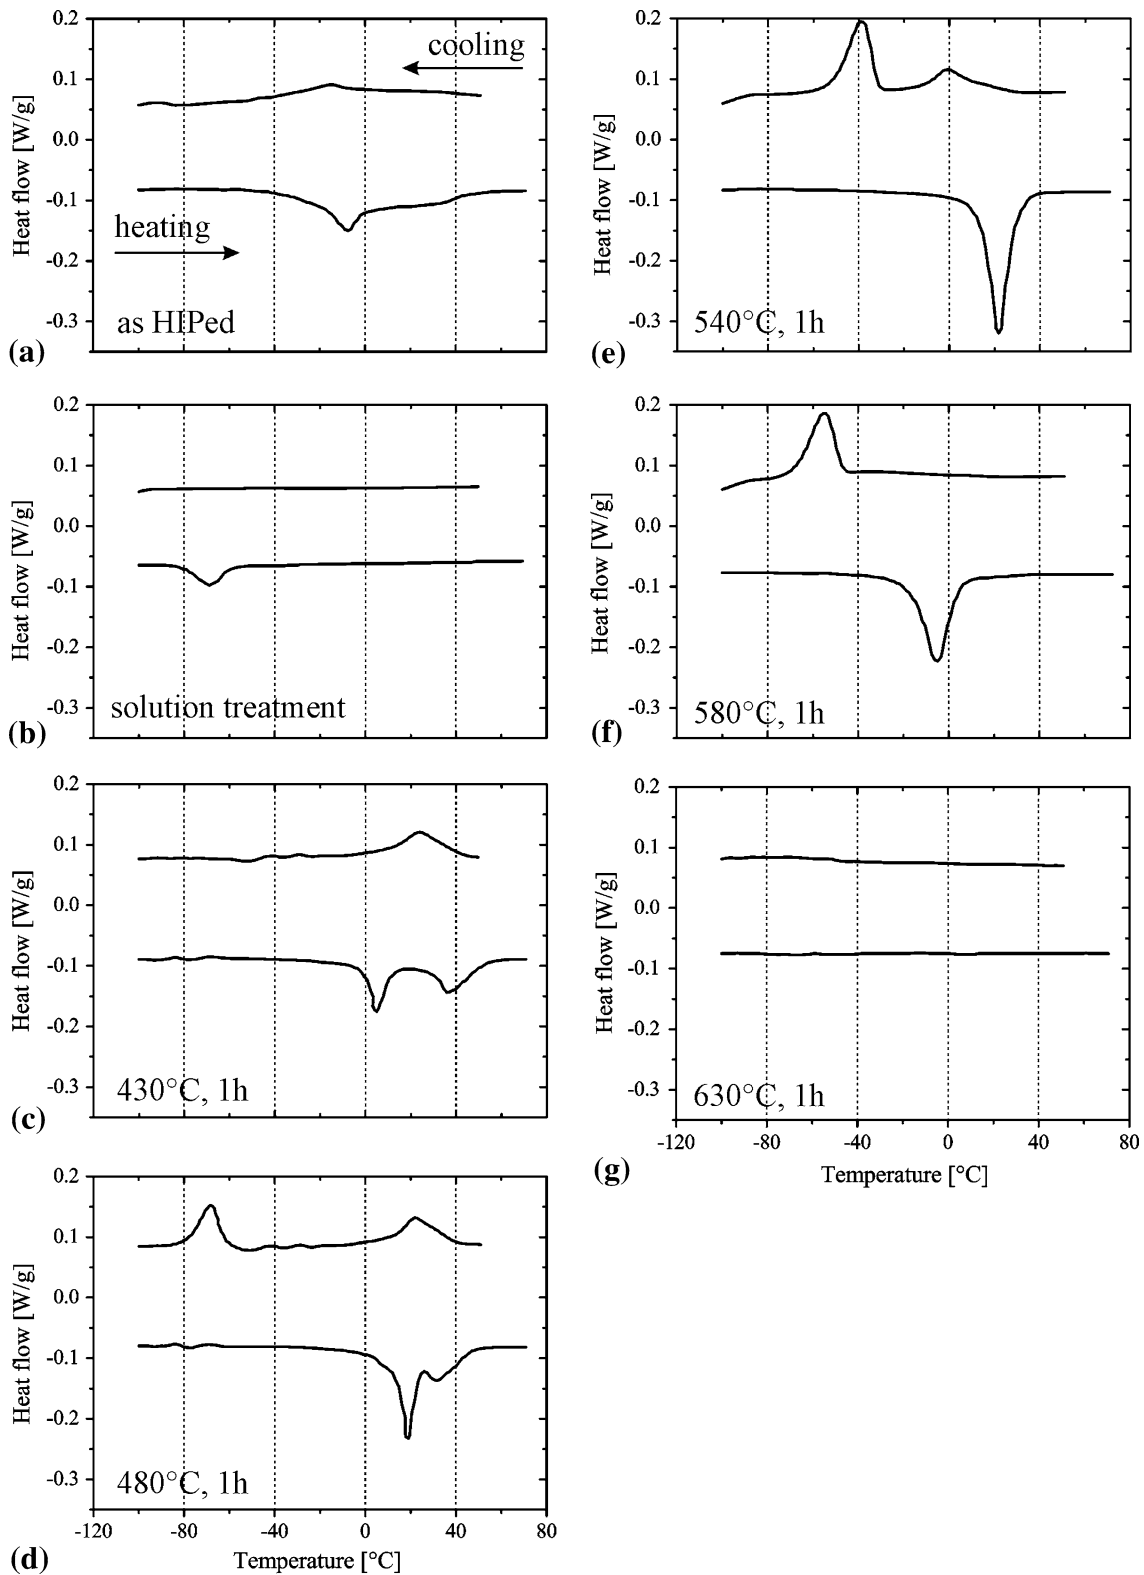 0.2
0.1
0.0
-0.1
-0.2
-0.3
Heat flow [W/g]
cooling
heating
as HIPed
(a)
0.2
0.1
0.0
-0.1
-0.2
-0.3
Heat flow [W/g]
solution treatment
(b)
0.2
0.1
0.0
-0.1
-0.2
-0.3
Heat flow [W/g]
430°C, 1h
(c)
0.2
0.1
0.0
-0.1
-0.2
-0.3
Heat flow [W/g]
480°C, 1h
-120 -80 -40 0 40 80
Temperature [°C]
(d)
0.2
0.1
0.0
-0.1
-0.2
-0.3
Heat flow [W/g]
540°C, 1h
(e)
0.2
0.1
0.0
-0.1
-0.2
-0.3
Heat flow [W/g]
580°C, 1h
(f)
0.2
0.1
0.0
-0.1
-0.2
-0.3
Heat flow [W/g]
630°C, 1h
-120 -80 -40 0 40 80
Temperature [°C]
(g)